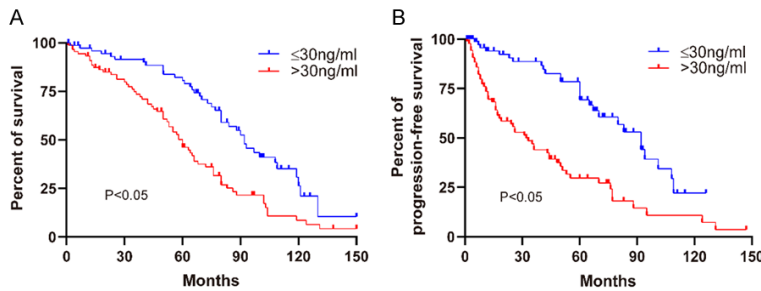 A
Percent of survival
100
75
50
25
0
0 30 60 90 120 150
Months
≤30ng/ml
>30ng/ml
P<0.05
B
Percent of
progression-free survival
100
75
50
25
0
0 30 60 90 120 150
Months
≤30ng/ml
>30ng/ml
P<0.05